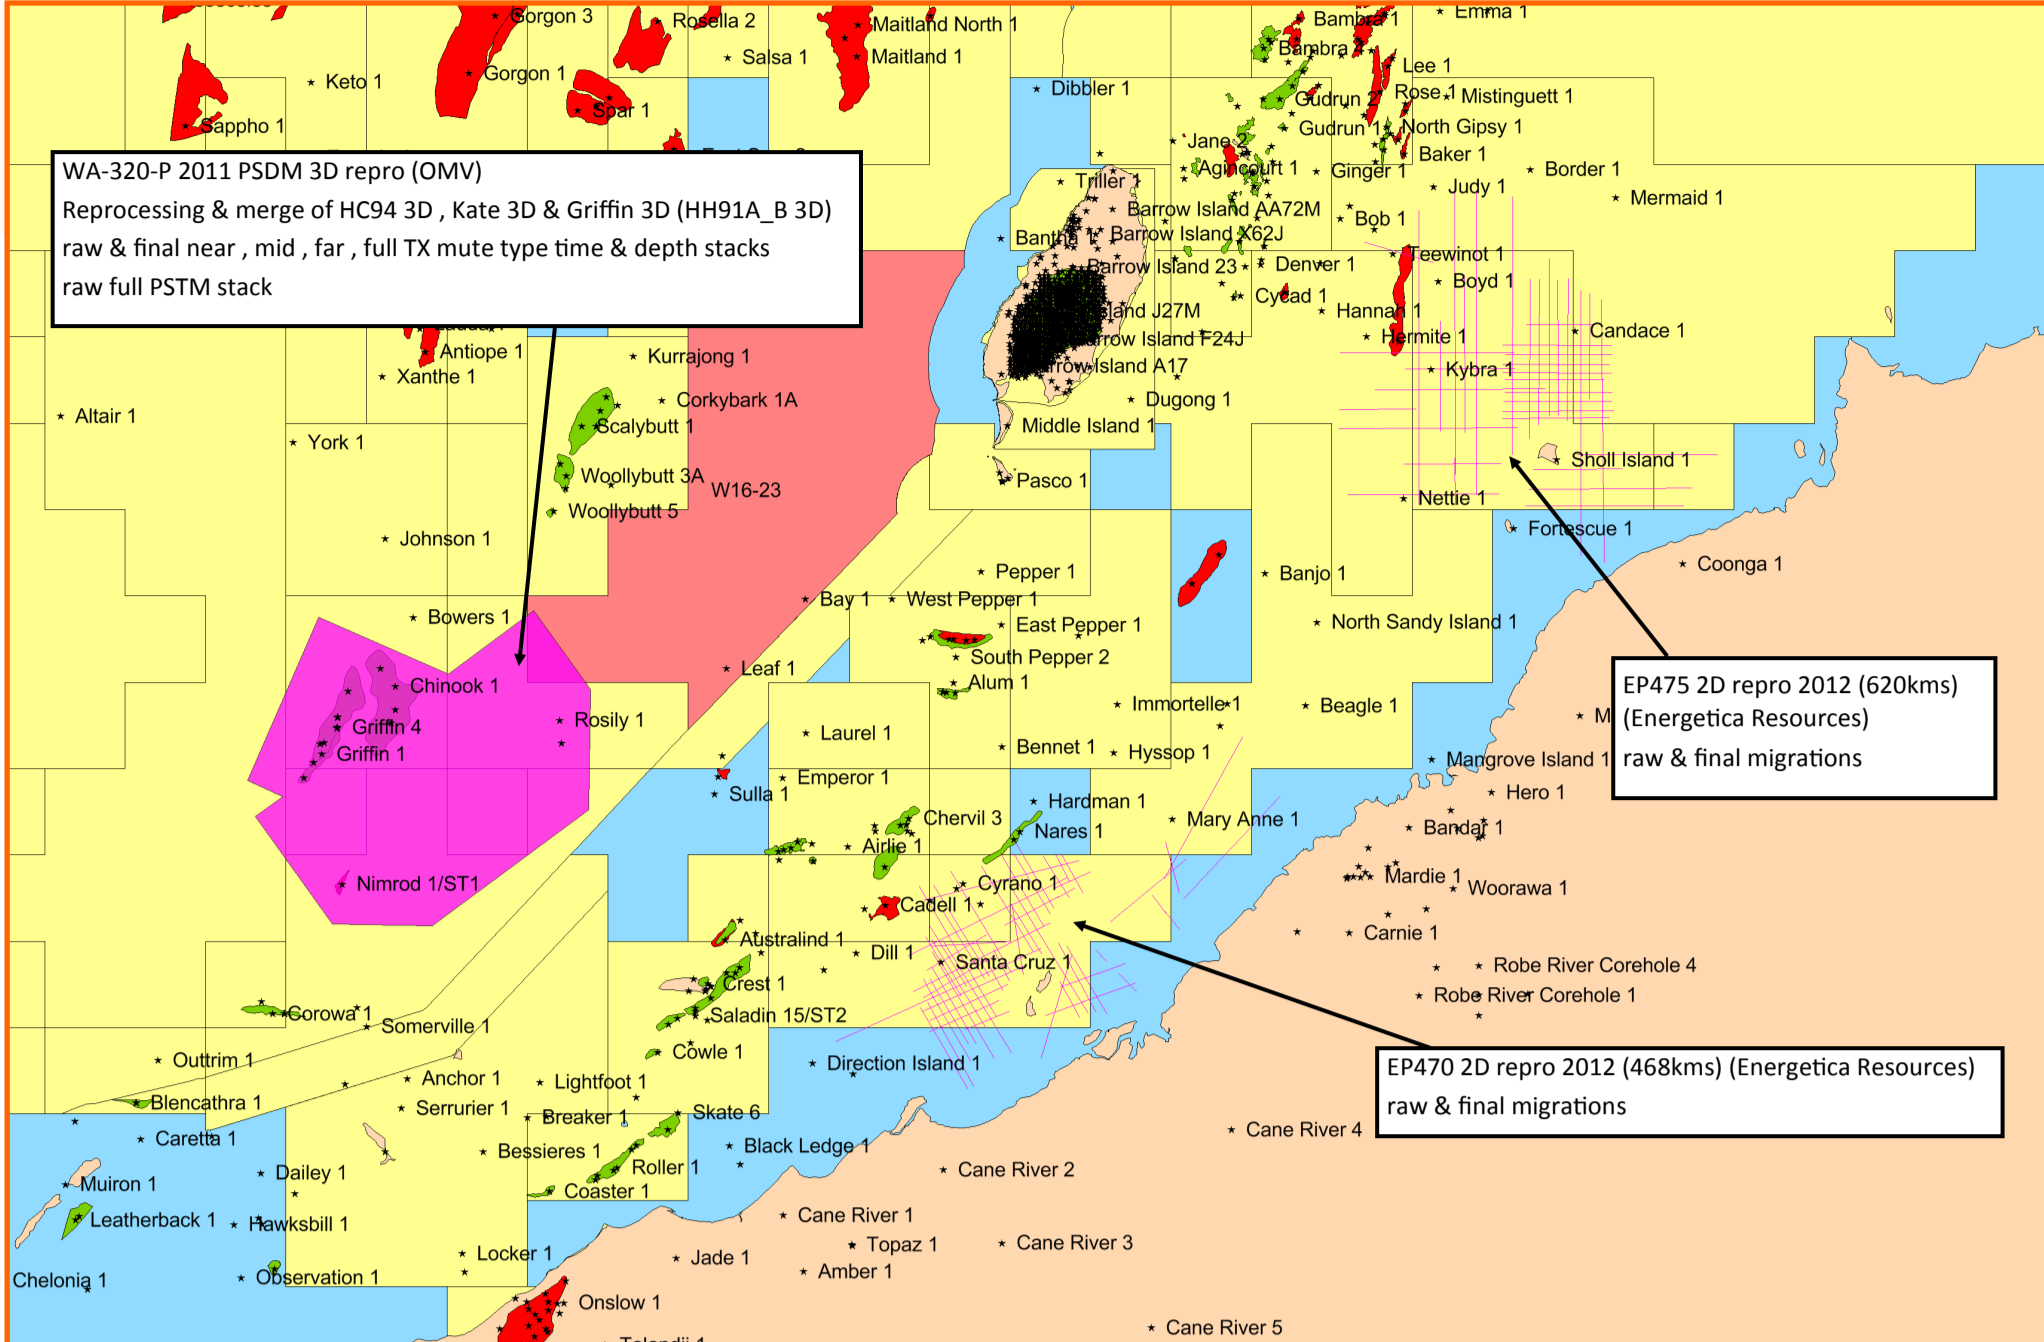 Gorgon 3
Rosella 2
Maitland North 1
Bambra 1
Emma 1
Keto 1
Gorgon 1
Salsa 1
Maitland 1
Bambra 4
Lee 1
Sappho 1
Spar 1
Dibbler 1
Gudrun 2
Rose 1
Mistinguett 1
Gudrun 1
North Gipsy 1
Jane 2
Baker 1
WA-320-P 2011 PSDM 3D repro (OMV)
Reprocessing & merge of HC94 3D , Kate 3D & Griffin 3D (HH91A_B 3D)
raw & final near , mid , far , full TX mute type time & depth stacks
raw full PSTM stack
Triller 1
Agincourt 1
Ginger 1
Judy 1
Border 1
Mermaid 1
Barrow Island AA72M
Bob 1
Bantha 1
Barrow Island X62J
Teewinot 1
Barrow Island 23
Denver 1
Boyd 1
Cycad 1
Island J27M
Hannan 1
Barrow Island F24J
Hermite 1
Candace 1
Antiope 1
Kurrajong 1
Xanthe 1
Barrow Island A17
Kybra 1
Altair 1
Corkybark 1A
Dugong 1
York 1
Scalybutt 1
Middle Island 1
Sholl Island 1
Woollybutt 3A
W16-23
Pasco 1
Nettie 1
Woollybutt 5
Johnson 1
Fortescue 1
Coonga 1
Pepper 1
Banjo 1
Bowers 1
Bay 1
West Pepper 1
East Pepper 1
North Sandy Island 1
South Pepper 2
Leaf 1
Alum 1
Chinook 1
EP475 2D repro 2012 (620kms)
(Energetica Resources)
raw & final migrations
Griffin 4
Rosily 1
Immortelle 1
Beagle 1
M
Griffin 1
Laurel 1
Bennet 1
Hyssop 1
Mangrove Island 1
Emperor 1
Sulla 1
Hardman 1
Hero 1
Chervil 3
Nares 1
Mary Anne 1
Bandar 1
Airlie 1
Nimrod 1/ST1
Cyrano 1
Mardie 1
Woorawa 1
Cadell 1
Australind 1
Dill 1
Carnie 1
Santa Cruz 1
Robe River Corehole 4
Crest 1
Robe River Corehole 1
Corowa 1
Somerville 1
Saladin 15/ST2
Outtrim 1
Cowle 1
Direction Island 1
EP470 2D repro 2012 (468kms) (Energetica Resources)
raw & final migrations
Anchor 1
Lightfoot 1
Blencathra 1
Serrurier 1
Breaker 1
Skate 6
Caretta 1
Bessieres 1
Black Ledge 1
Cane River 4
Dailey 1
Roller 1
Cane River 2
Muiron 1
Coaster 1
Leatherback 1
Hawksbill 1
Cane River 1
Locker 1
Jade 1
Topaz 1
Cane River 3
Chelonia 1
Observation 1
Amber 1
Onslow 1
Cane River 5